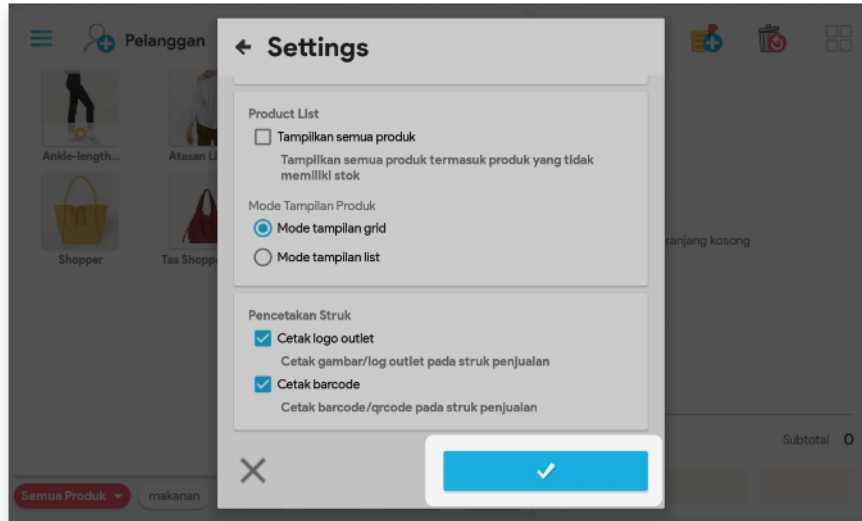 Pelanggan
Settings
Product List
Tampilkan semua produk
Tampilkan semua produk termasuk produk yang tidak
memiliki stok
Mode Tampilan Produk
Mode tampilan grid
Mode tampilan list
Pencetakan Struk
Cetak logo outlet
Cetak gambar/log outlet pada struk penjualan
Cetak barcode
Cetak barcode/qrcode pada struk penjualan
Ankle-length...
Atasan
Shopper
Tas Shopp
ranjang kosong
Subtotal 0
Semua Produk
makanan